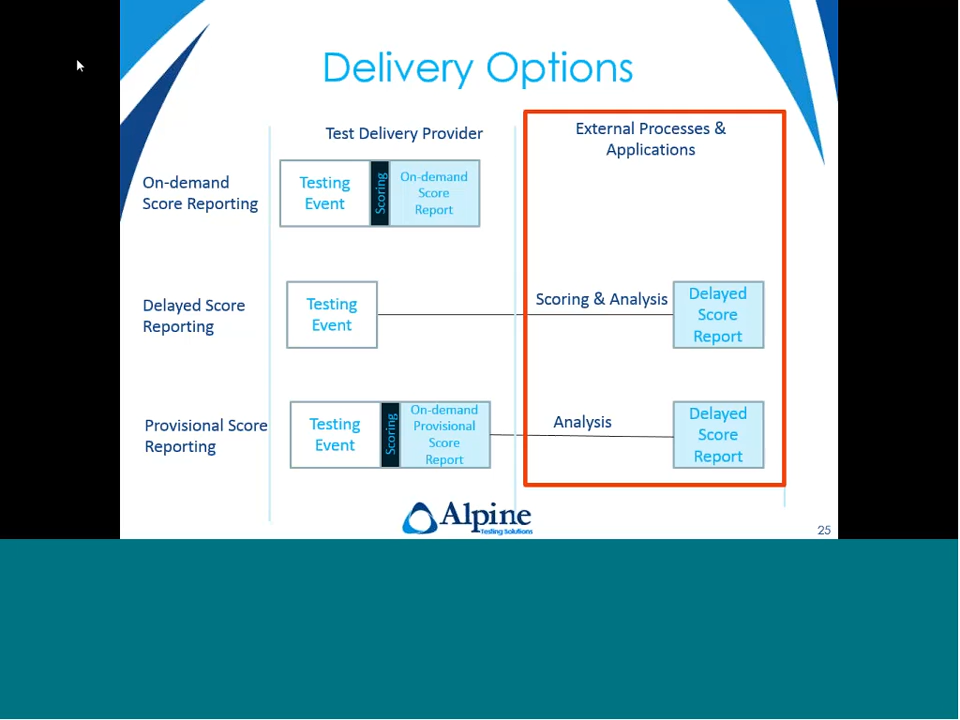 Delivery Options
Test Delivery Provider
External Processes &
Applications
On-demand
Score Reporting
Testing
Event
Scoring
On-demand
Score
Report
Delayed Score
Reporting
Testing
Event
Scoring & Analysis
Delayed
Score
Report
Provisional Score
Reporting
Testing
Event
Scoring
On-demand
Provisional
Score
Report
Analysis
Delayed
Score
Report
Alpine
Testing Solutions
25